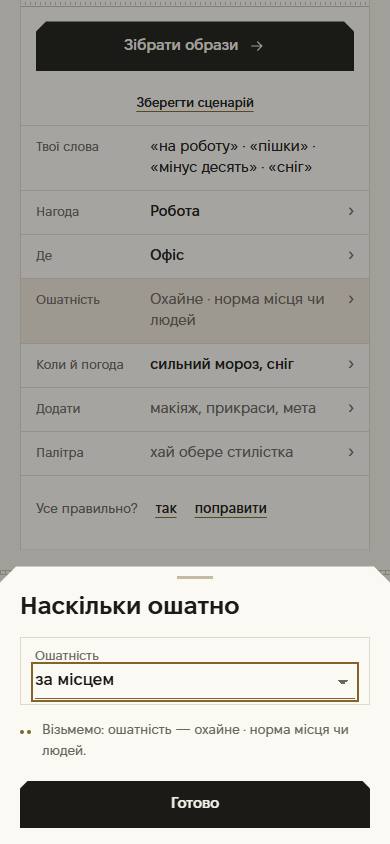 Зібрати образи →
Зберегти сценарій
Твої слова
«на роботу» · «пішки» ·
«мінус десять» · «сніг»
Нагода
Робота
Де
Офіс
Ошатність
Охайне · норма місця чи
людей
Коли й погода
сильний мороз, сніг
Додати
макіяж, прикраси, мета
Палітра
хай обере стилістка
Усе правильно? так поправити
Наскільки ошатно
Ошатність
за місцем
Візьмемо: ошатність — охайне · норма місця чи
людей.
Готово